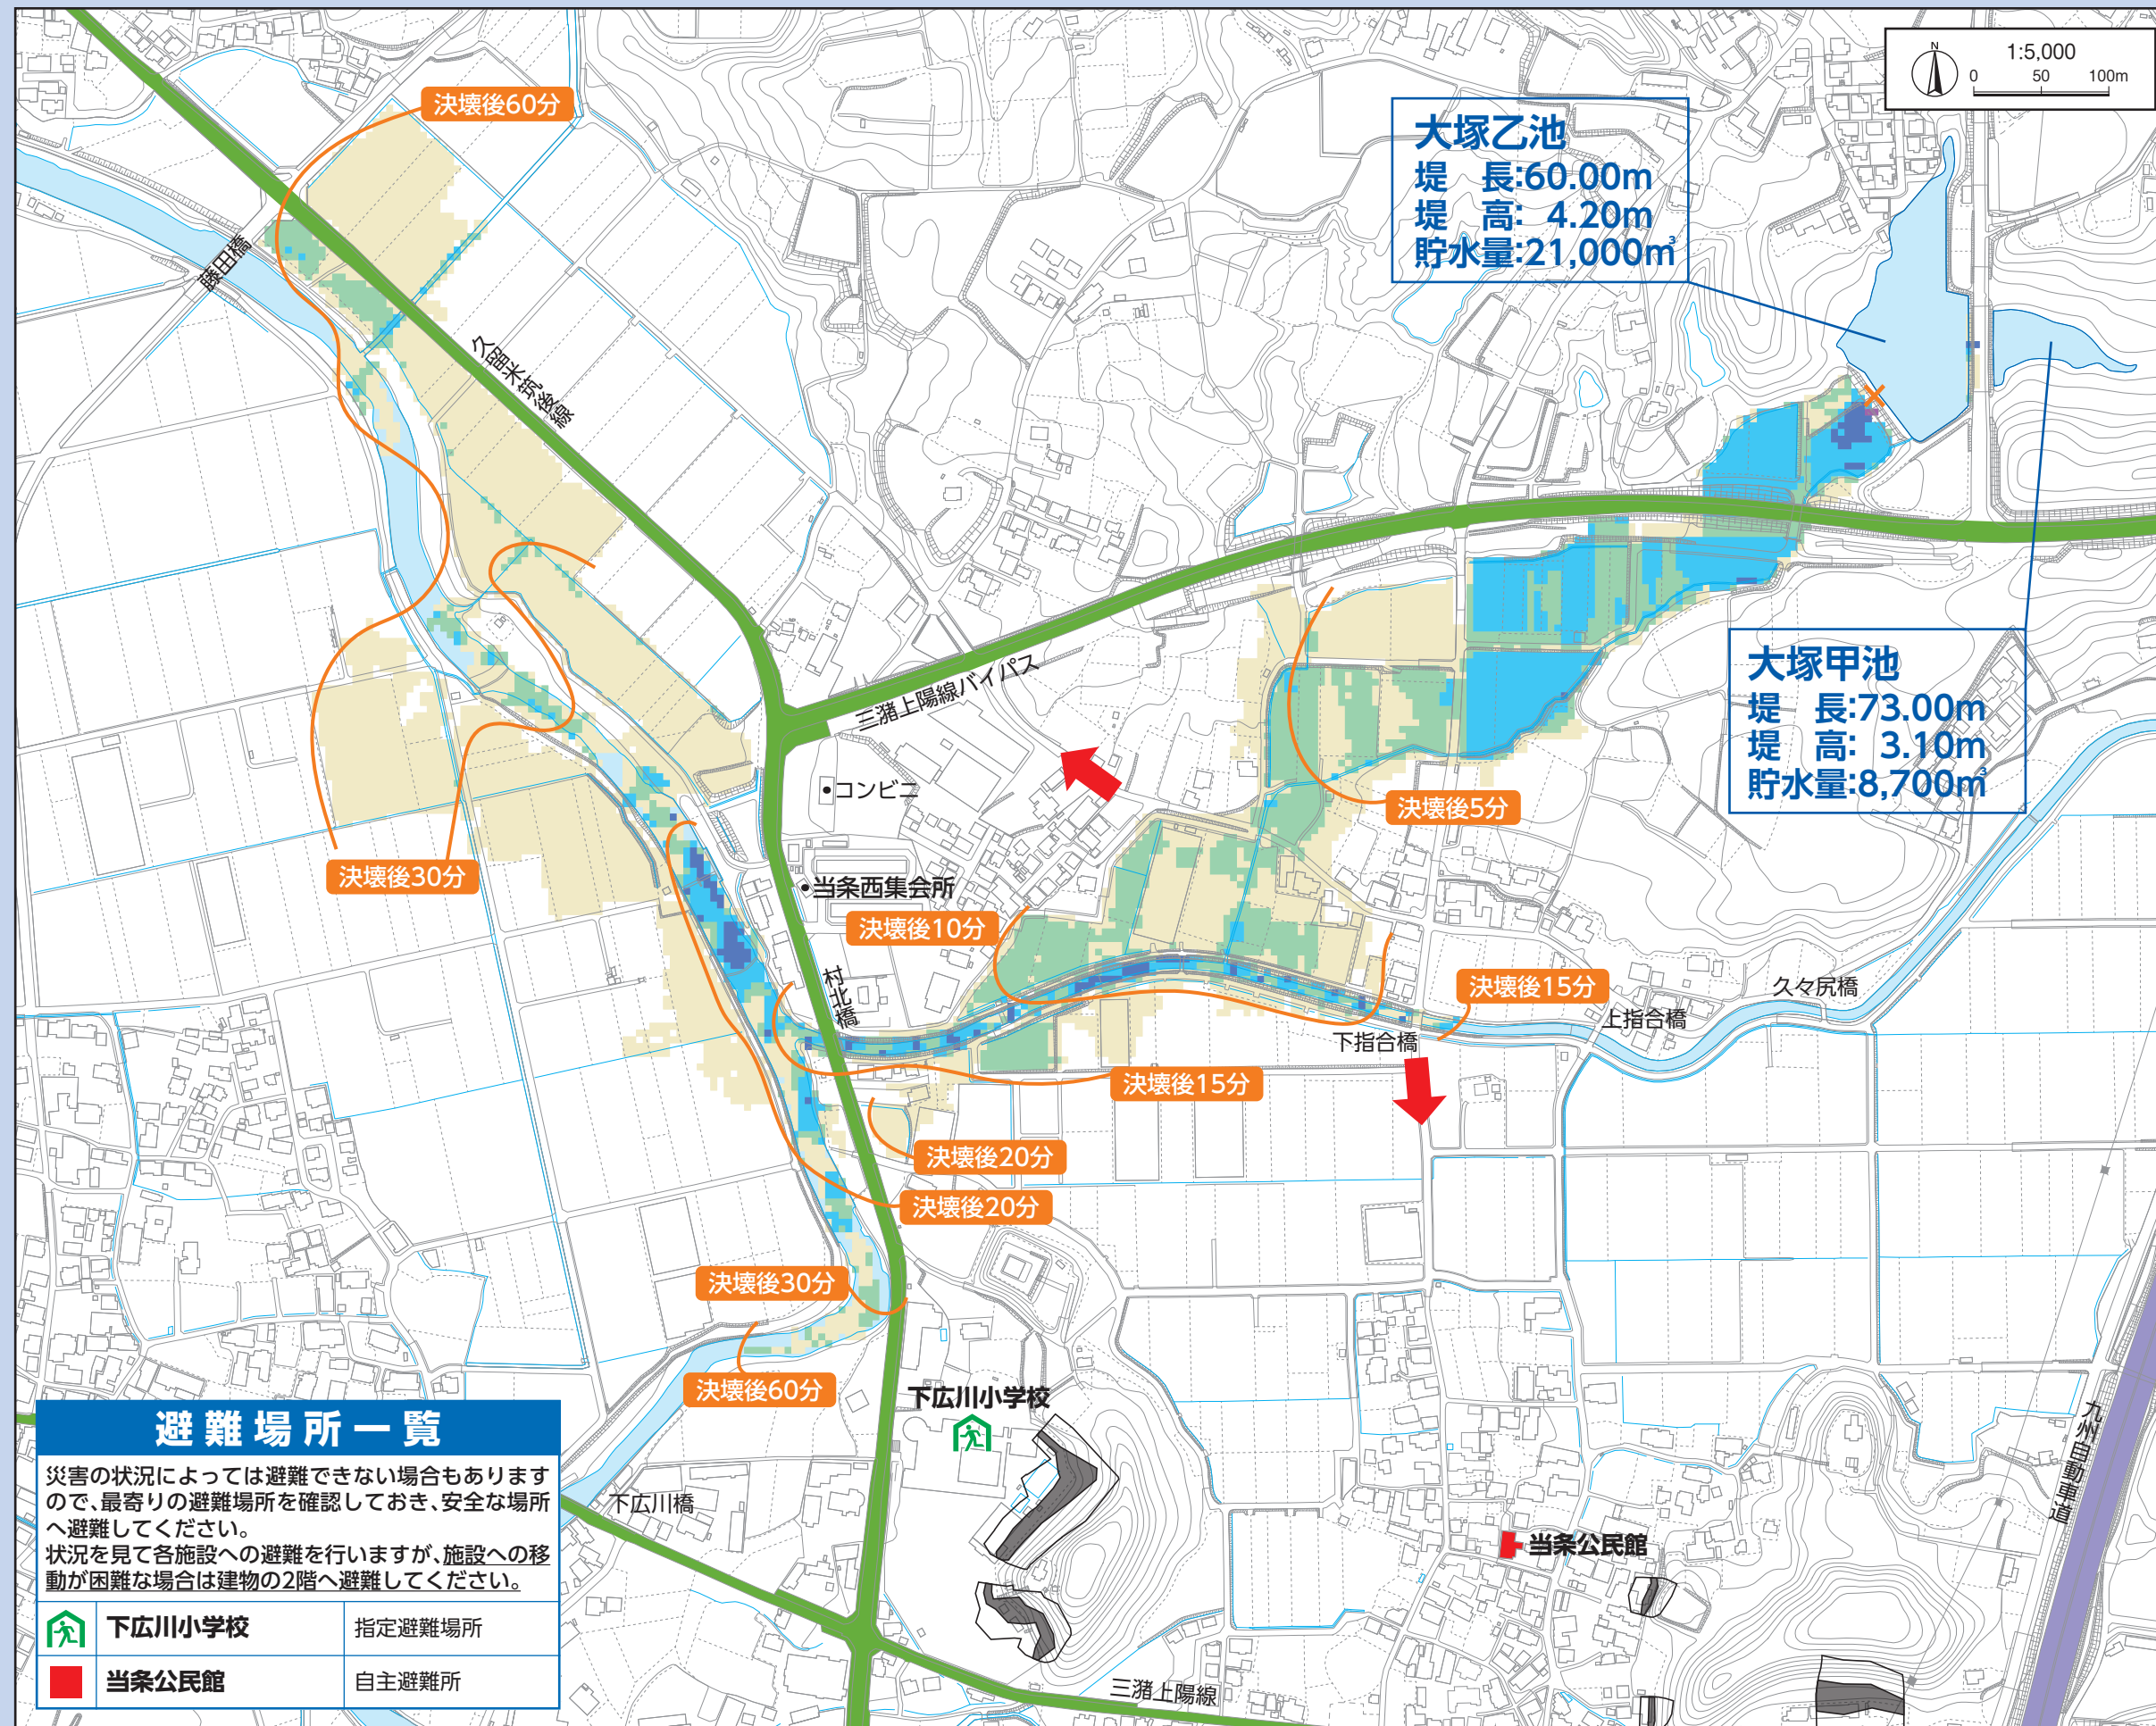 N
1:5,000
0 50 100m
決壊後60分
大塚乙池
堤 長:60.00m
堤 高: 4.20m
貯水量:21,000㎥
藤田橋
久留米筑後線
大塚甲池
堤 長:73.00m
堤 高: 3.10m
貯水量:8,700㎥
三潴上陽線バイパス
コンビニ
決壊後5分
決壊後30分
当条西集会所
決壊後10分
村北橋
決壊後15分
久々尻橋
上指合橋
下指合橋
決壊後15分
決壊後20分
決壊後20分
決壊後30分
決壊後60分
下広川小学校
九州自動車道
下広川橋
当条公民館
三潴上陽線
避難場所一覧
災害の状況によっては避難できない場合もあります
ので、最寄りの避難場所を確認しておき、安全な場所
へ避難してください。
状況を見て各施設への避難を行いますが、施設への移
動が困難な場合は建物の2階へ避難してください。
下広川小学校 指定避難場所
当条公民館 自主避難所